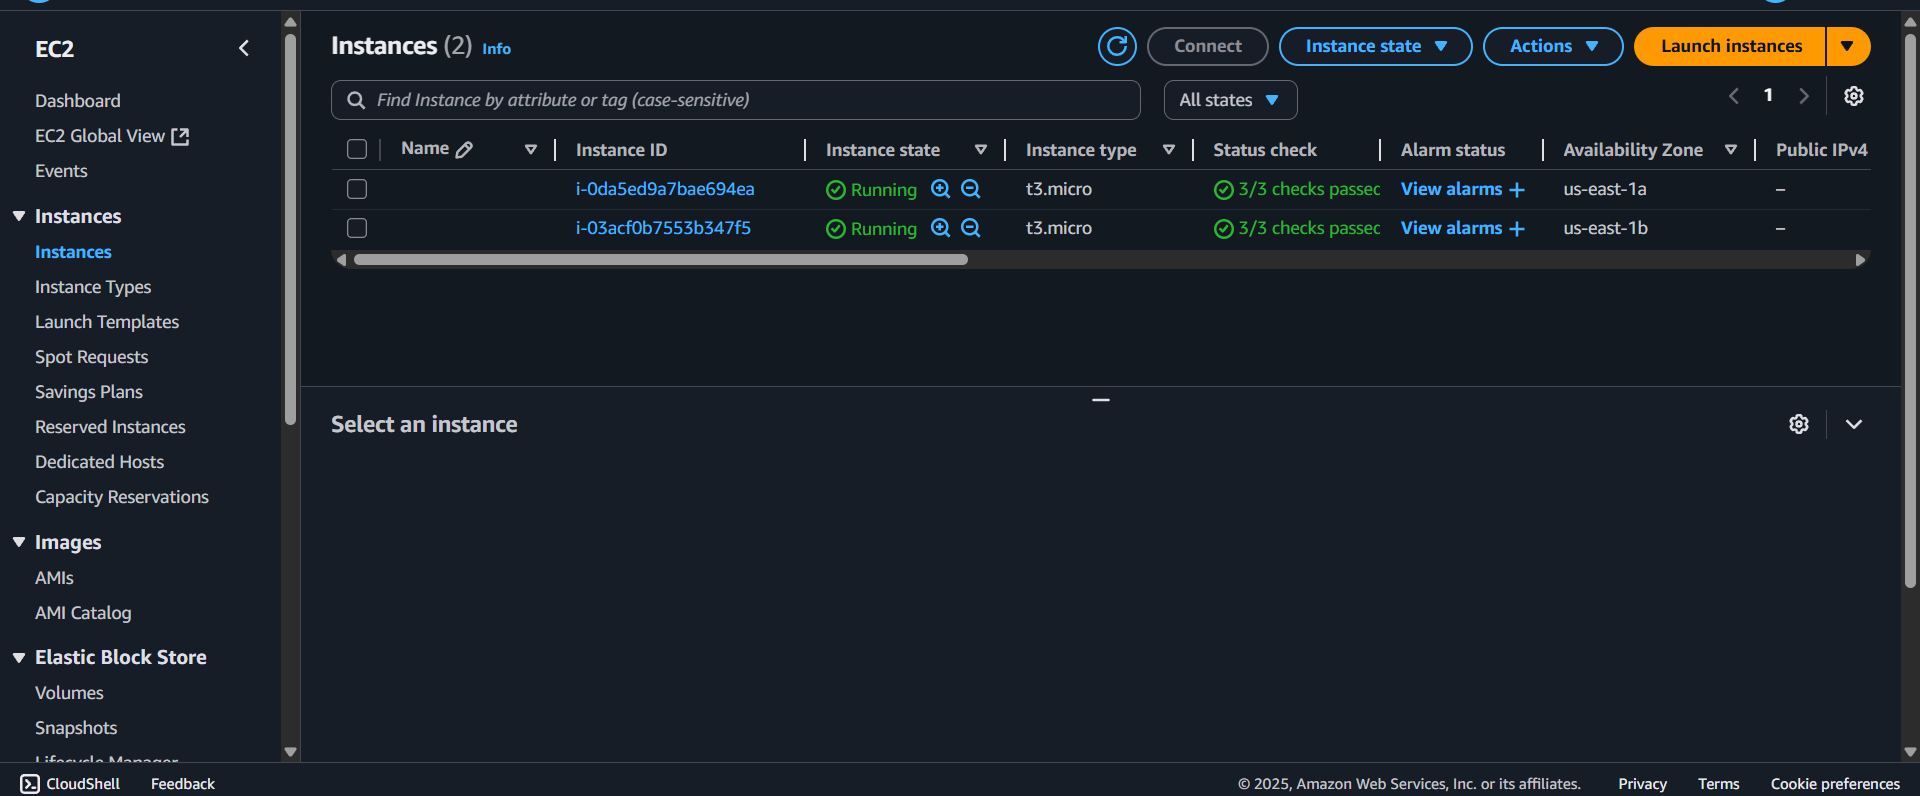 EC2
Dashboard
EC2 Global View
Events
Instances
Instances
Instance Types
Launch Templates
Spot Requests
Savings Plans
Reserved Instances
Dedicated Hosts
Capacity Reservations
Images
AMIs
AMI Catalog
Elastic Block Store
Volumes
Snapshots
Lifecycle Manager
Instances (2) Info
Connect
Instance state
Actions
Launch instances
Find Instance by attribute or tag (case-sensitive)
All states
1
Name Instance ID Instance state Instance type Status check Alarm status Availability Zone Public IPv4
i-0da5ed9a7bae694ea Running t3.micro 3/3 checks passed View alarms + us-east-1a –
i-03acf0b7553b347f5 Running t3.micro 3/3 checks passed View alarms + us-east-1b –
Select an instance
CloudShell Feedback © 2025, Amazon Web Services, Inc. or its affiliates. Privacy Terms Cookie preferences